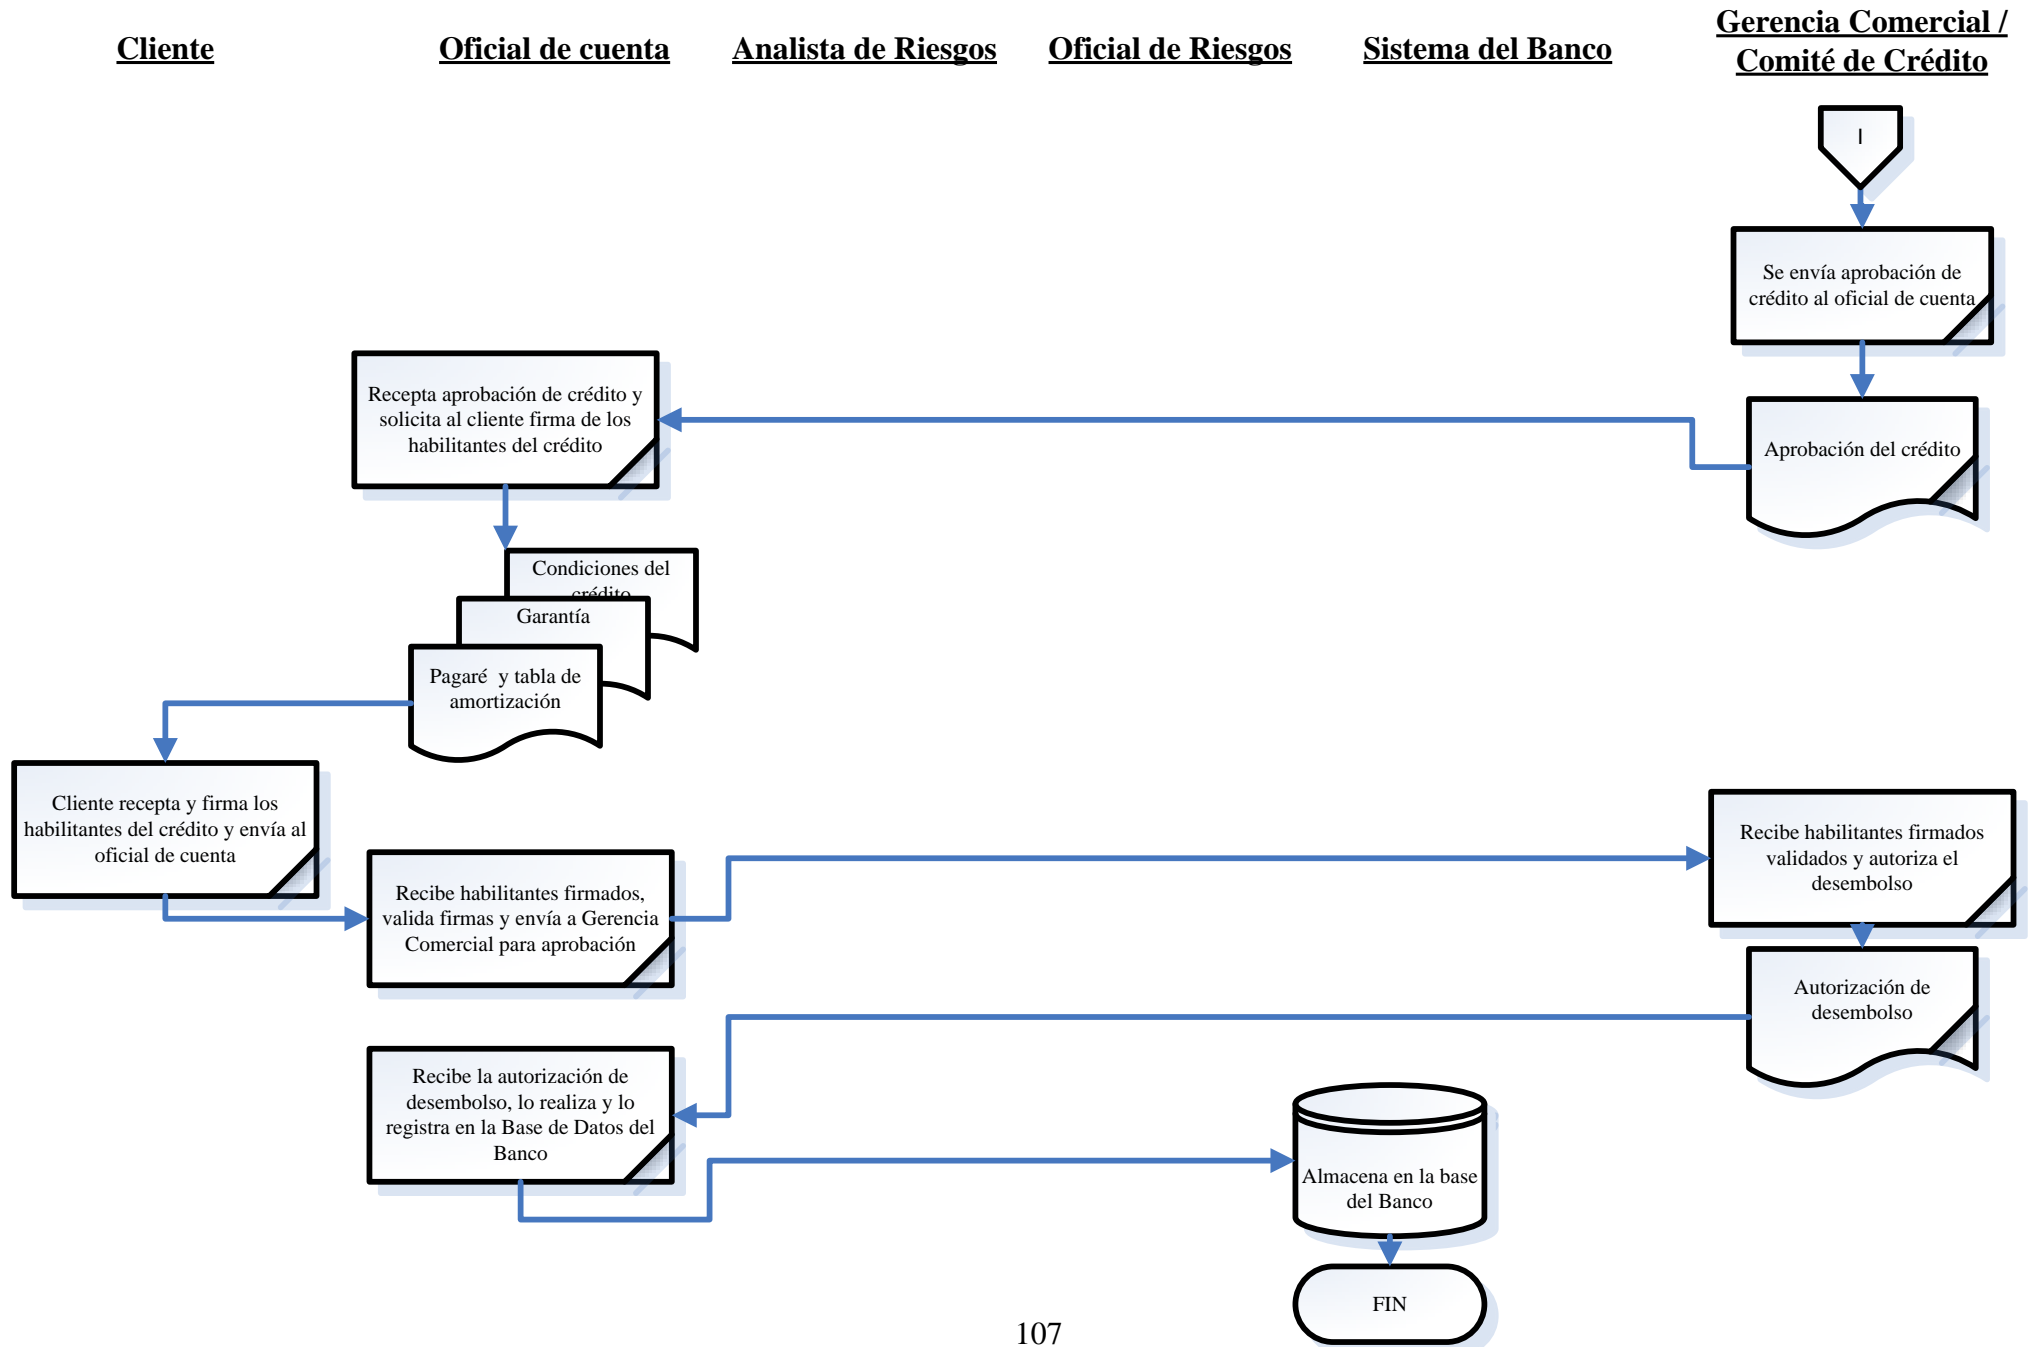 Cliente
Oficial de cuenta
Analista de Riesgos
Oficial de Riesgos
Sistema del Banco
Gerencia Comercial /
Comité de Crédito
I
Se envía aprobación de
crédito al oficial de cuenta
Recepta aprobación de crédito y
solicita al cliente firma de los
habilitantes del crédito
Aprobación del crédito
Condiciones del
crédito
Garantía
Pagaré y tabla de
amortización
Cliente recepta y firma los
habilitantes del crédito y envía al
oficial de cuenta
Recibe habilitantes firmados,
valida firmas y envía a Gerencia
Comercial para aprobación
Recibe habilitantes firmados
validados y autoriza el
desembolso
Autorización de
desembolso
Recibe la autorización de
desembolso, lo realiza y lo
registra en la Base de Datos del
Banco
Almacena en la base
del Banco
FIN
107